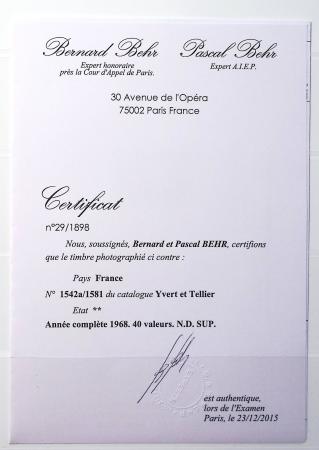 Bernard Behr Pascal Behr
Expert honoraire Expert A.I.E.P.
près la Cour d'Appel de Paris.
30 Avenue de l'Opéra
75002 Paris France
Certificat
n°29/1898
Nous, soussignés, Bernard et Pascal BEHR, certifions
que le timbre photographié ci contre :
Pays France
N° 1542a/1581 du catalogue Yvert et Tellier
Etat **
Année complète 1968. 40 valeurs. N.D. SUP.
est authentique,
lors de l'Examen
Paris, le 23/12/2015